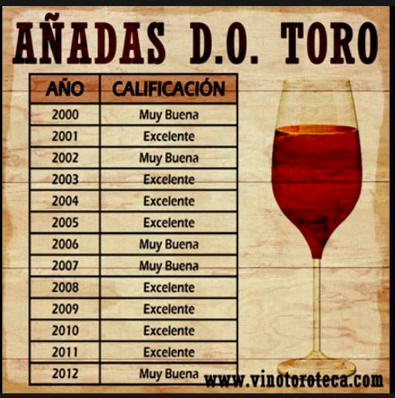 AÑADAS D.O. TORO
AÑO CALIFICACIÓN
2000 Muy Buena
2001 Excelente
2002 Muy Buena
2003 Excelente
2004 Excelente
2005 Excelente
2006 Muy Buena
2007 Muy Buena
2008 Excelente
2009 Excelente
2010 Excelente
2011 Excelente
2012 Muy Buena
www.vinotoroteca.com